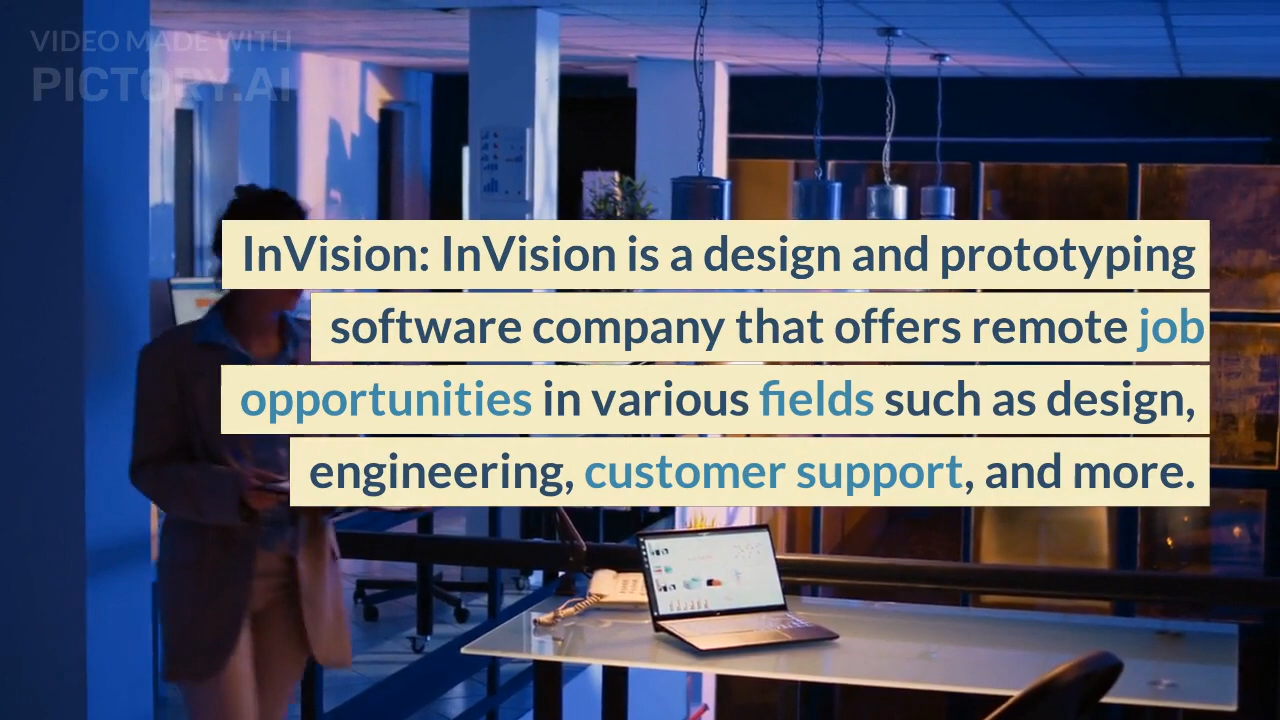 VIDEO MADE WITH
PICTORY.AI
InVision: InVision is a design and prototyping
software company that offers remote job
opportunities in various fields such as design,
engineering, customer support, and more.